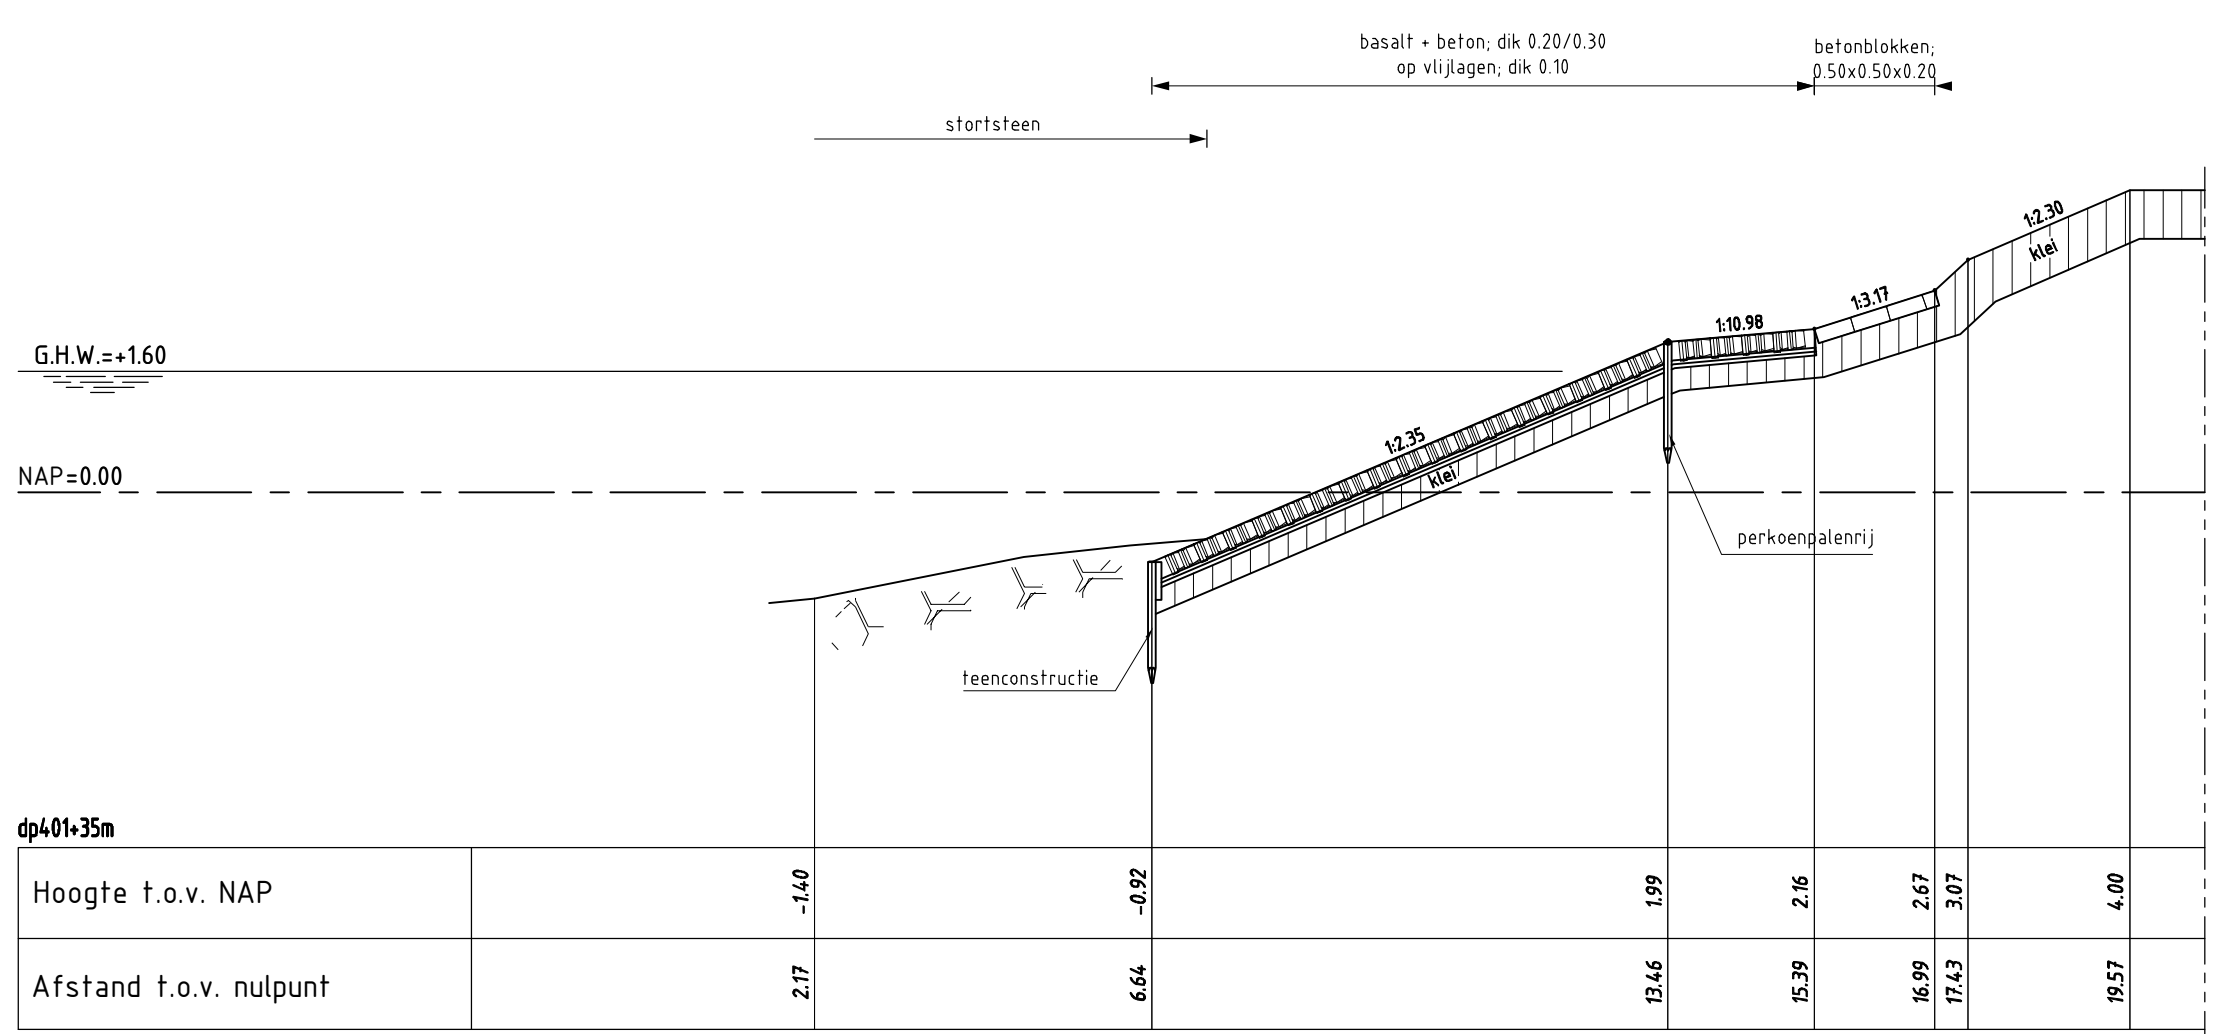 basalt + beton; dik 0.20/0.30
op vlijlagen; dik 0.10
betonblokken;
0.50x0.50x0.20
stortsteen
1:2.30
klei
1:3.17
1:10.98
G.H.W.=+1.60
1:2.35
klei
NAP=0.00
perkoenpalenrij
teenconstructie
dp401+35m
Hoogte t.o.v. NAP -1.40 -0.92 1.99 2.16 2.67 3.07 4.00
Afstand t.o.v. nulpunt 2.17 6.64 13.46 15.39 16.99 17.43 19.57